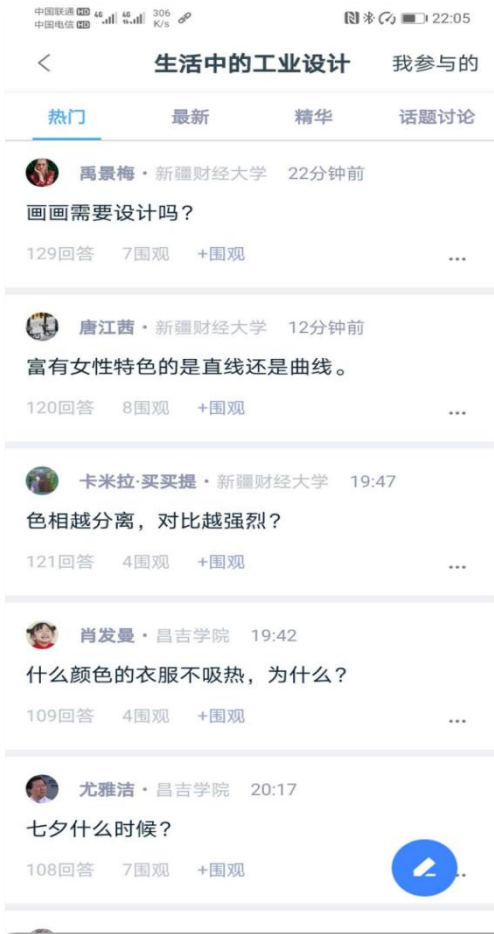 中国联通 HD 4G 4G 306
中国电信 HD K/s 22:05
生活中的工业设计 我参与的
热门 最新 精华 话题讨论
禹景梅・新疆财经大学 22分钟前
画画需要设计吗？
129回答 7围观 +围观 ...
唐江茜・新疆财经大学 12分钟前
富有女性特色的是直线还是曲线。
120回答 8围观 +围观 ...
卡米拉·买买提・新疆财经大学 19:47
色相越分离，对比越强烈？
121回答 4围观 +围观 ...
肖发曼・昌吉学院 19:42
什么颜色的衣服不吸热，为什么？
109回答 4围观 +围观 ...
尤雅洁・昌吉学院 20:17
七夕什么时候？
108回答 7围观 +围观